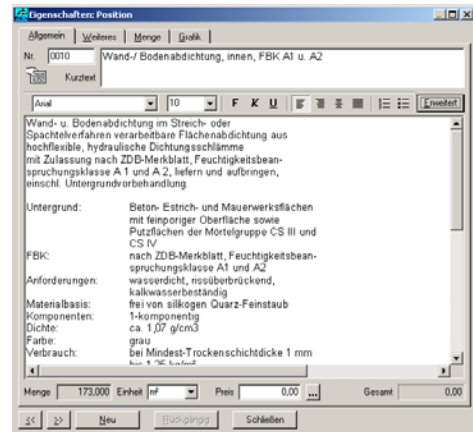 Eigenschaften: Position
Allgemein Weiteres Menge Grafik
Nr. 0010 Wand-/ Bodenabdichtung, innen, FBK A1 u. A2
Kurztext
Arial 10 F K U Erweitert
Wand- u. Bodenabdichtung im Streich- oder
Spachtelverfahren verarbeitbare Flächenabdichtung aus
hochflexible, hydraulische Dichtungsschlämme
mit Zulassung nach ZDB-Merkblatt, Feuchtigkeitsbean-
spruchungsklasse A 1 und A 2, liefern und aufbringen,
einschl. Untergrundvorbehandlung.
Untergrund: Beton- Estrich- und Mauerwerksflächen
mit feinporiger Oberfläche sowie
Putzflächen der Mörtelgruppe CS III und
CS IV
FBK: nach ZDB-Merkblatt, Feuchtigkeitsbean-
spruchungsklasse A1 und A2
Anforderungen: wasserdicht, rissüberbrückend,
kalkwasserbeständig
Materialbasis: frei von silikogen Quarz-Feinstaub
Komponenten: 1-komponentig
Dichte: ca. 1,07 g/cm3
Farbe: grau
Verbrauch: bei Mindest-Trockenschichtdicke 1 mm
bis 1,25 kg/m²
Menge 173,000 Einheit m² Preis 0,00 ... Gesamt 0,00
<< >> Neu Rückgängig Schließen